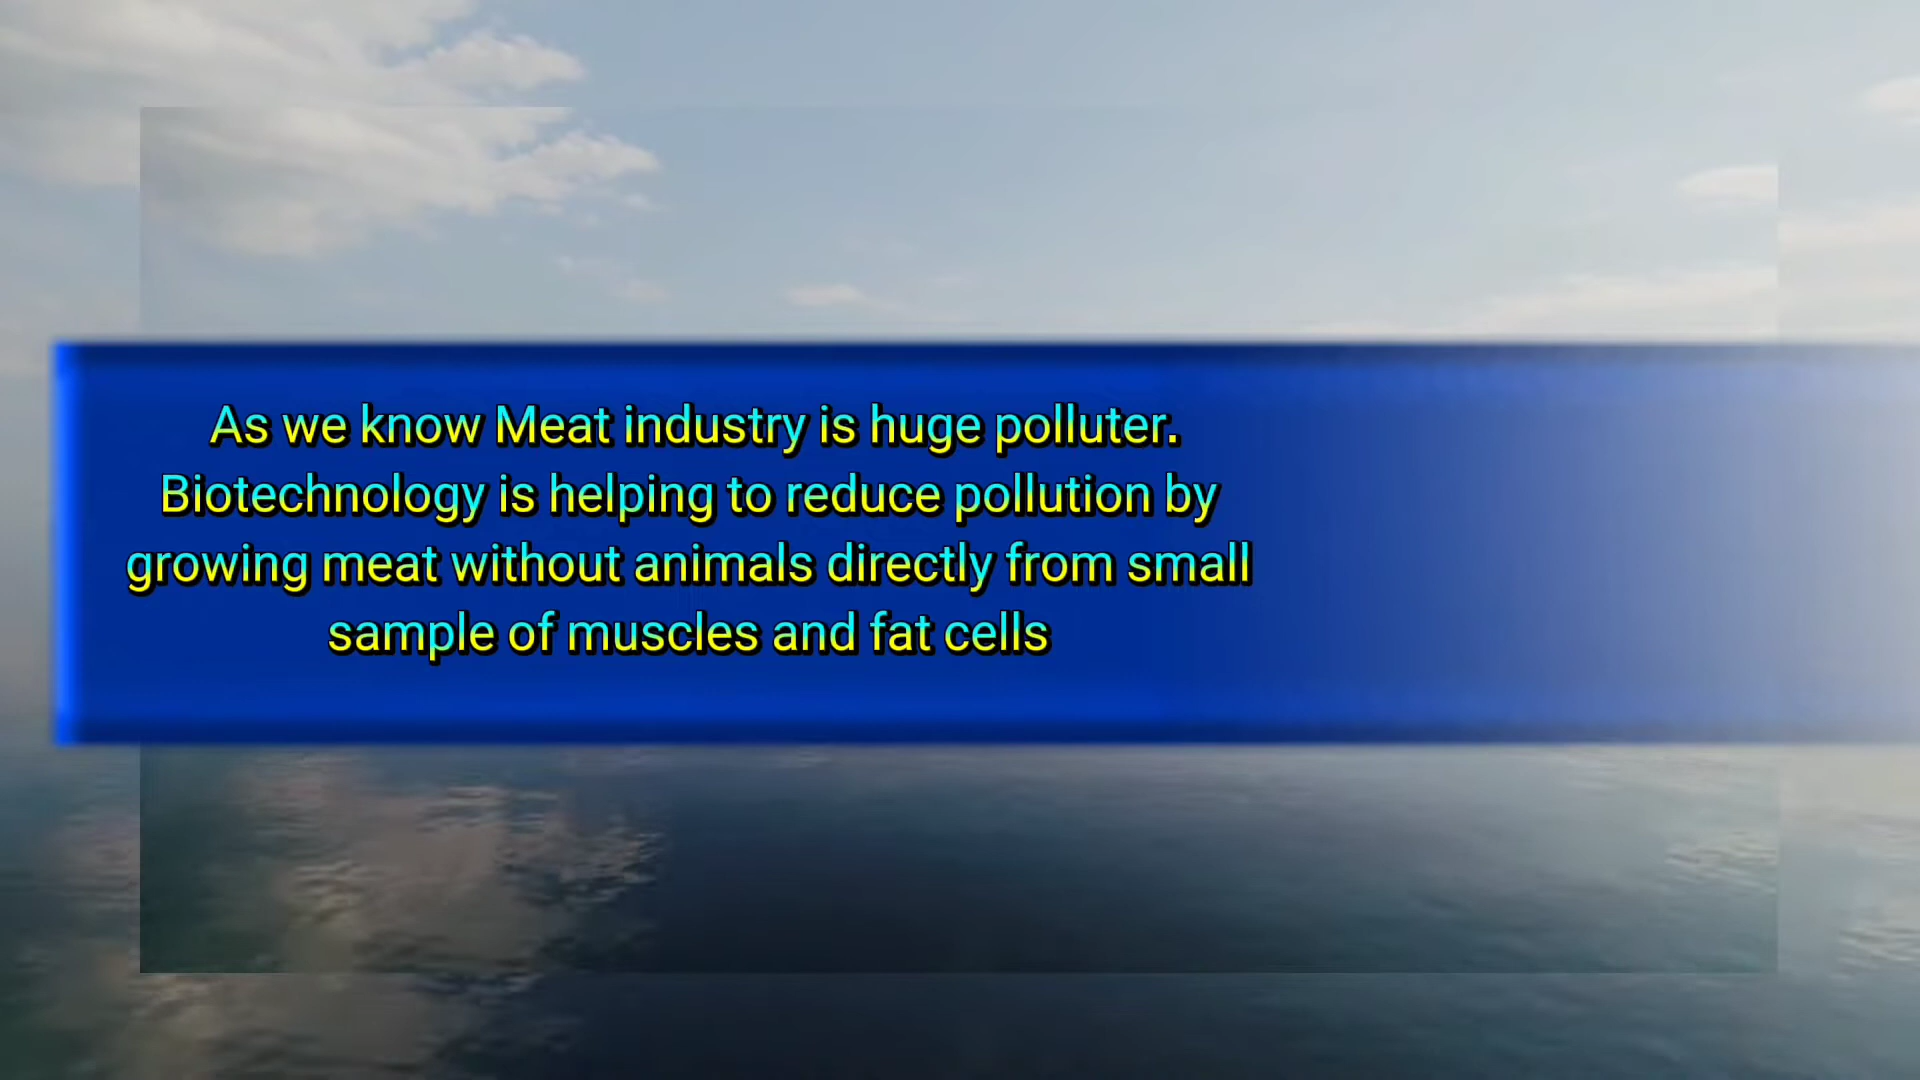 As we know Meat industry is huge polluter.
Biotechnology is helping to reduce pollution by
growing meat without animals directly from small
sample of muscles and fat cells